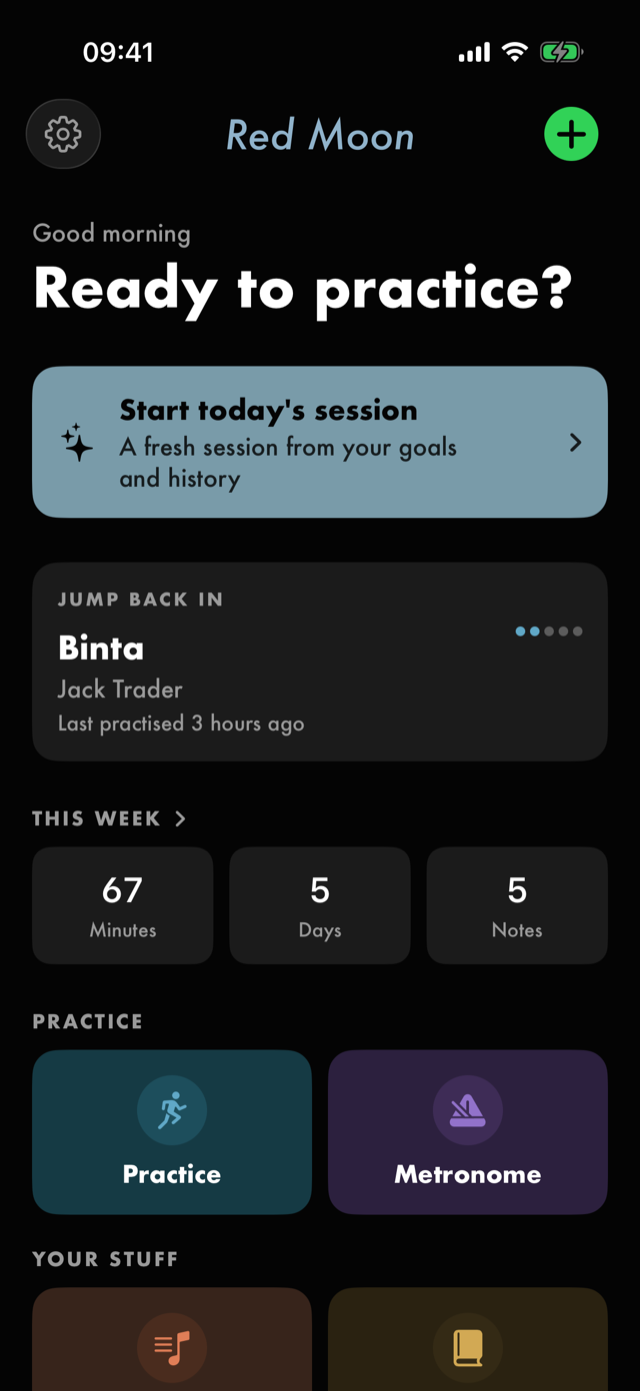 09:41
Red Moon
Good morning
Ready to practice?
Start today's session
A fresh session from your goals
and history
JUMP BACK IN
Binta
Jack Trader
Last practised 3 hours ago
THIS WEEK
67
Minutes
5
Days
5
Notes
PRACTICE
Practice
Metronome
YOUR STUFF